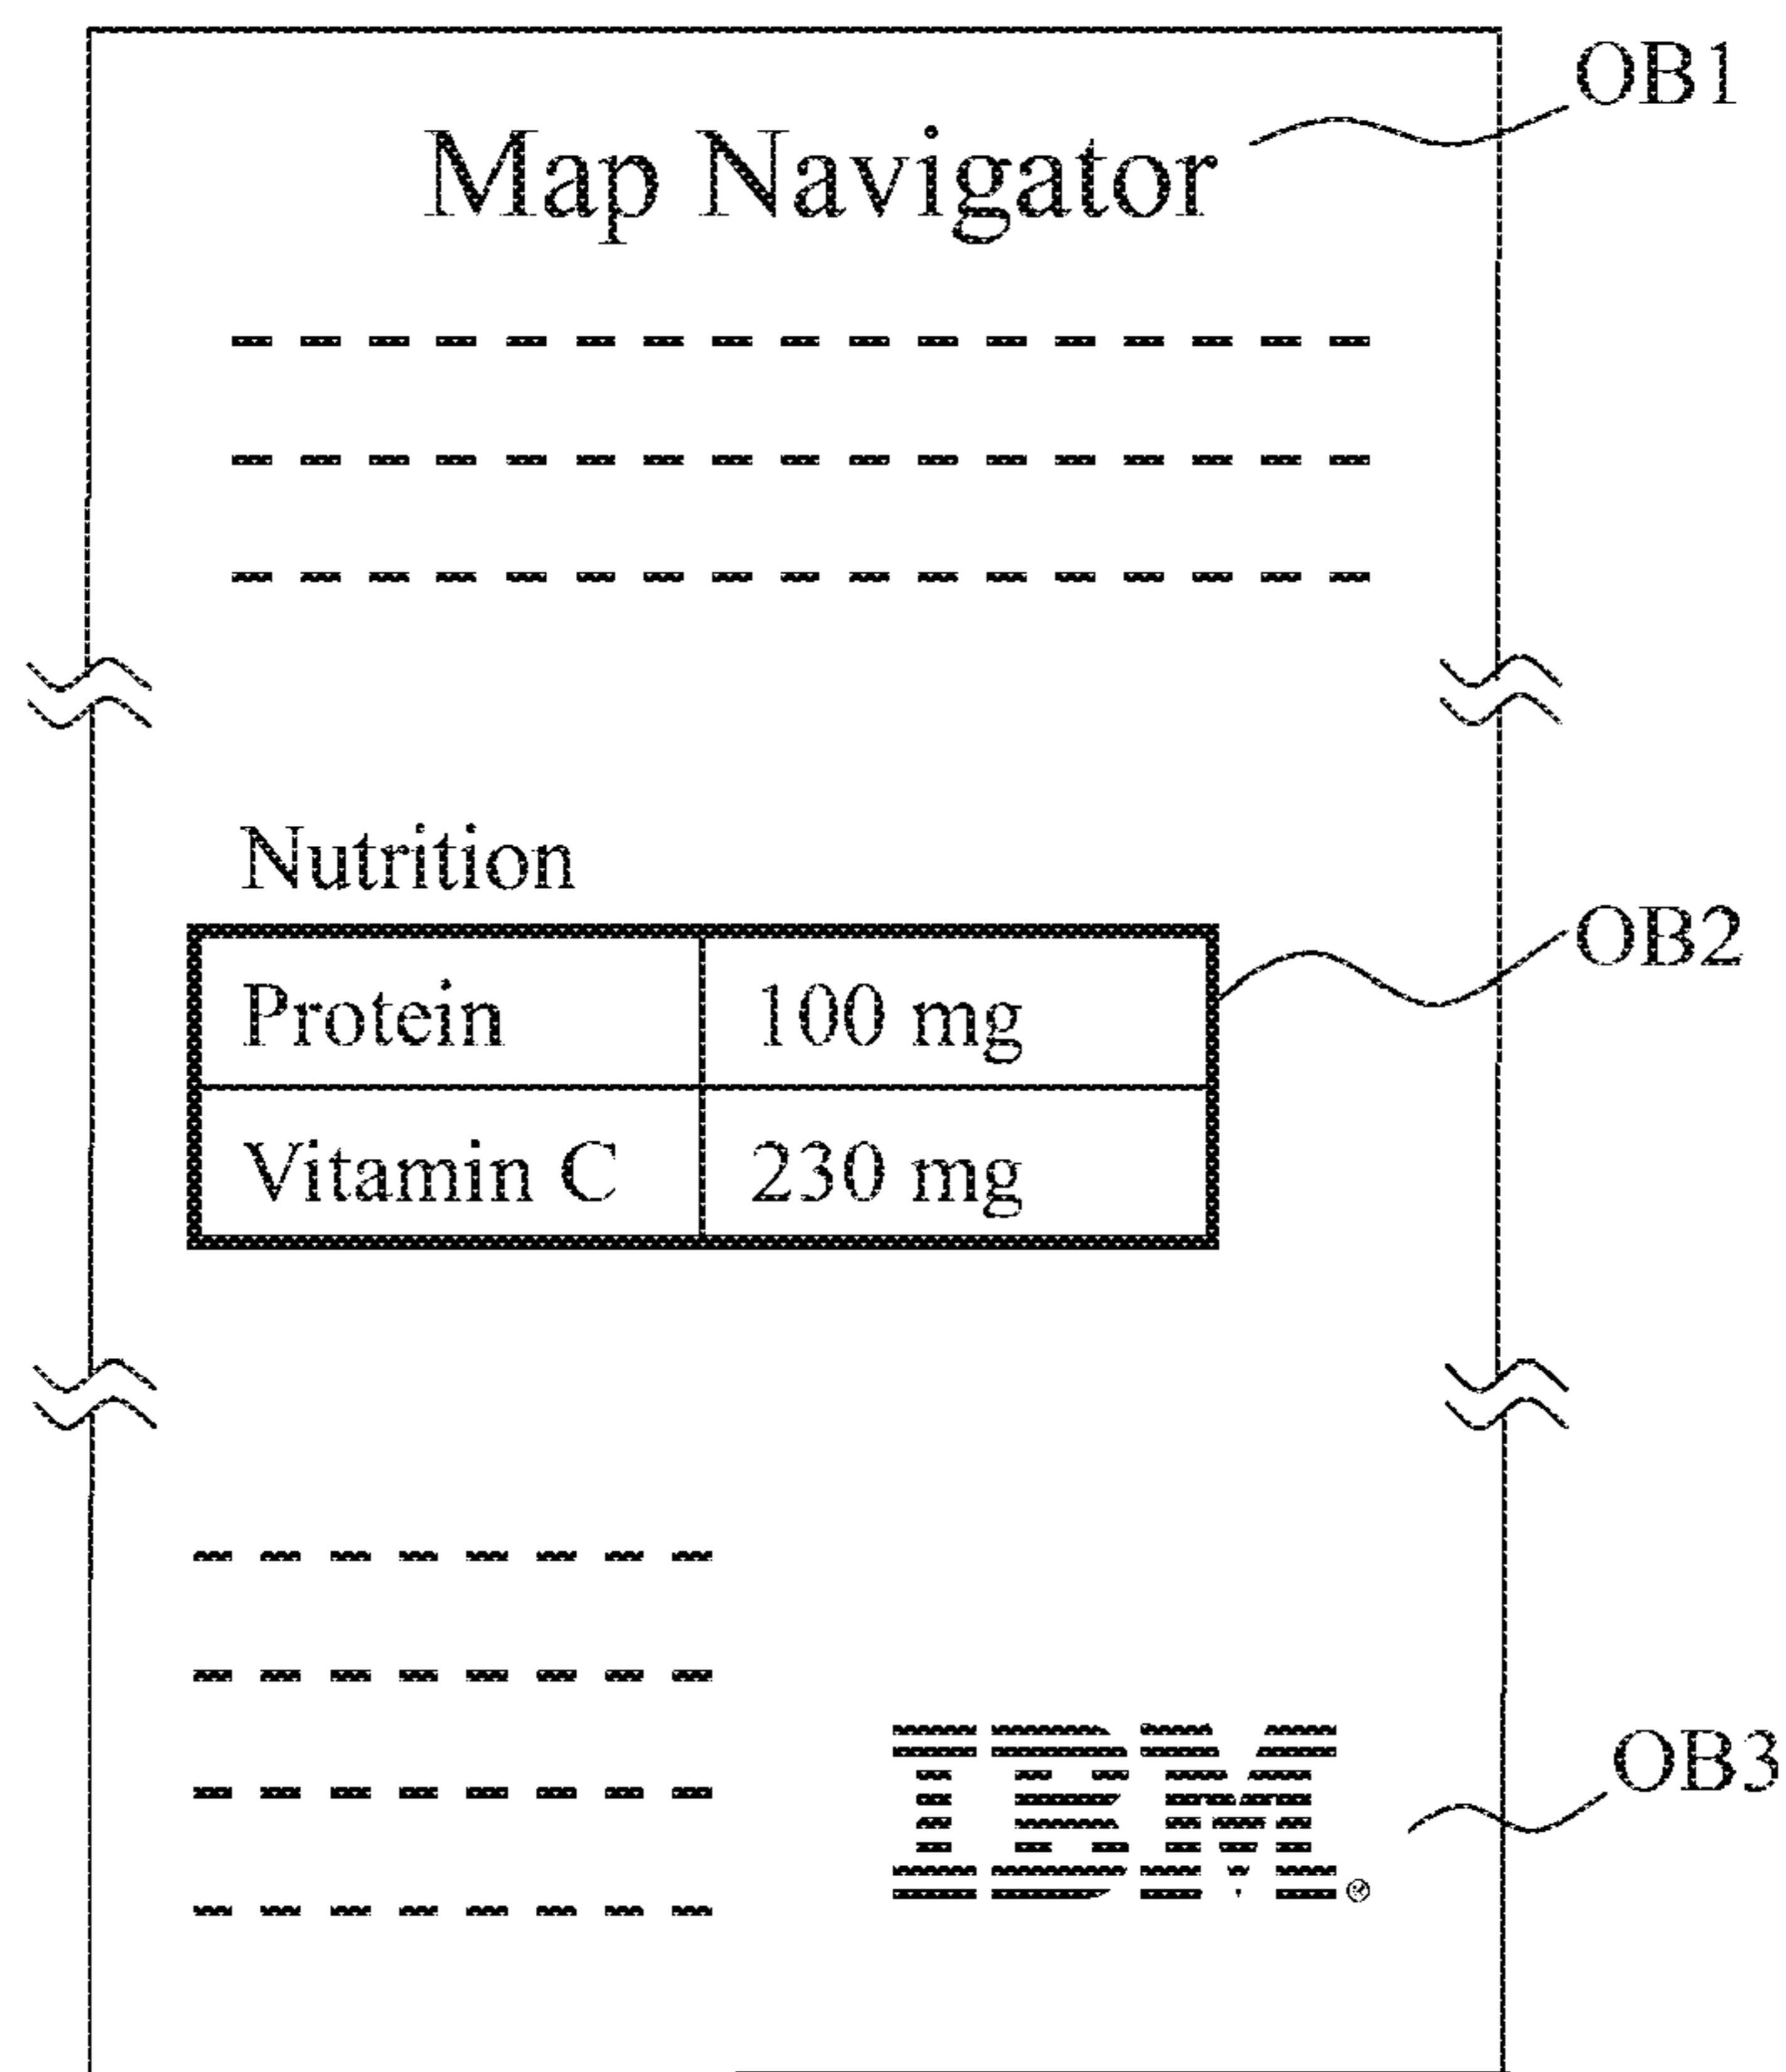 OB1
Map Navigator
Nutrition
OB2
Protein 100 mg
Vitamin C 230 mg
IBM®
OB3